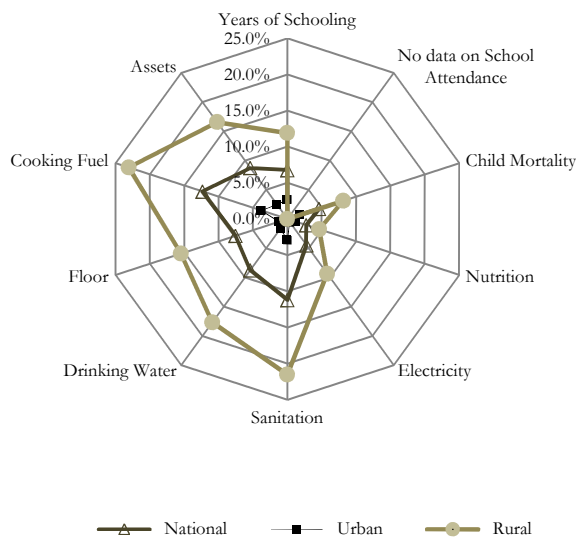 Years of Schooling
25.0%
20.0%
15.0%
10.0%
5.0%
0.0%
No data on School
Attendance
Child Mortality
Nutrition
Electricity
Sanitation
Drinking Water
Floor
Cooking Fuel
Assets
National Urban Rural